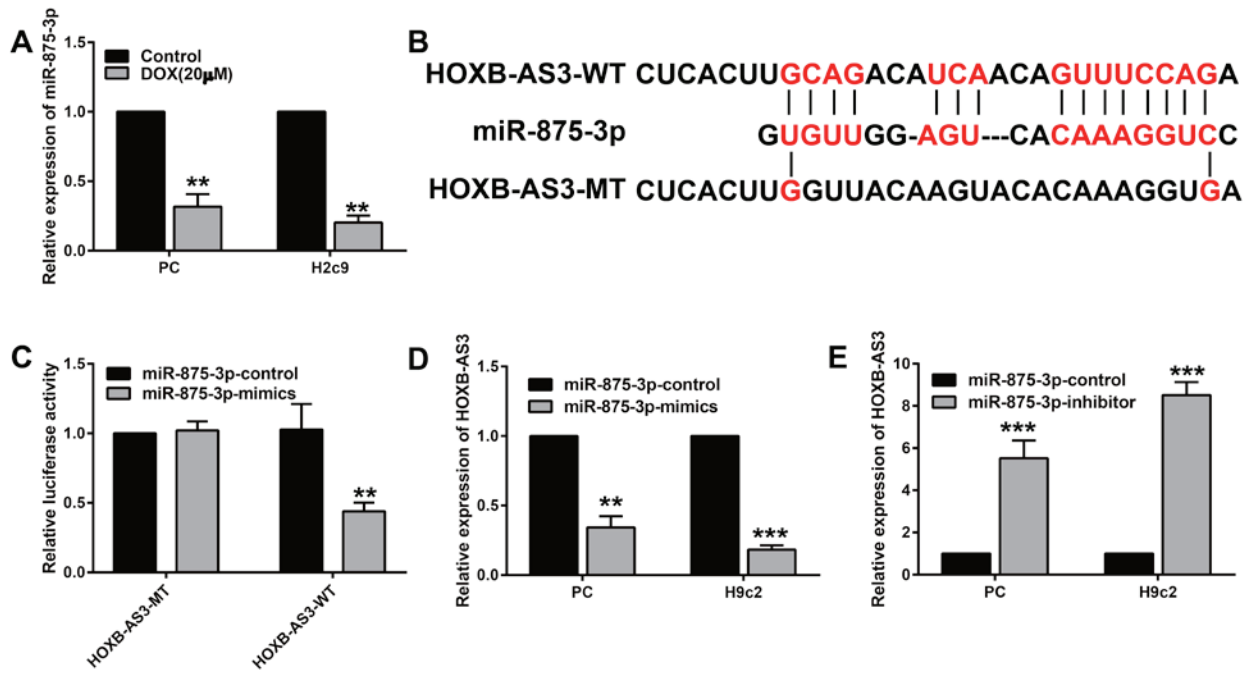 A
Relative expression of miR-875-3p
1.5
1.0
0.5
0.0
Control
DOX(20μM)
**
**
PC
H2c9
B
HOXB-AS3-WT CUCACUUGCAGACAUCAACAGUUUCCAGA
miR-875-3p GUGUUGG-AGU---CACAAAGGUCC
HOXB-AS3-MT CUCACUUGGUUACAAGUACACAAAGGUGA
C
Relative luciferase activity
1.5
1.0
0.5
0.0
miR-875-3p-control
miR-875-3p-mimics
**
HOXB-AS3-MT
HOXB-AS3-WT
D
Relative expression of HOXB-AS3
1.5
1.0
0.5
0.0
miR-875-3p-control
miR-875-3p-mimics
**
***
PC
H9c2
E
Relative expression of HOXB-AS3
10
8
6
4
2
0
miR-875-3p-control
miR-875-3p-inhibitor
***
***
PC
H9c2